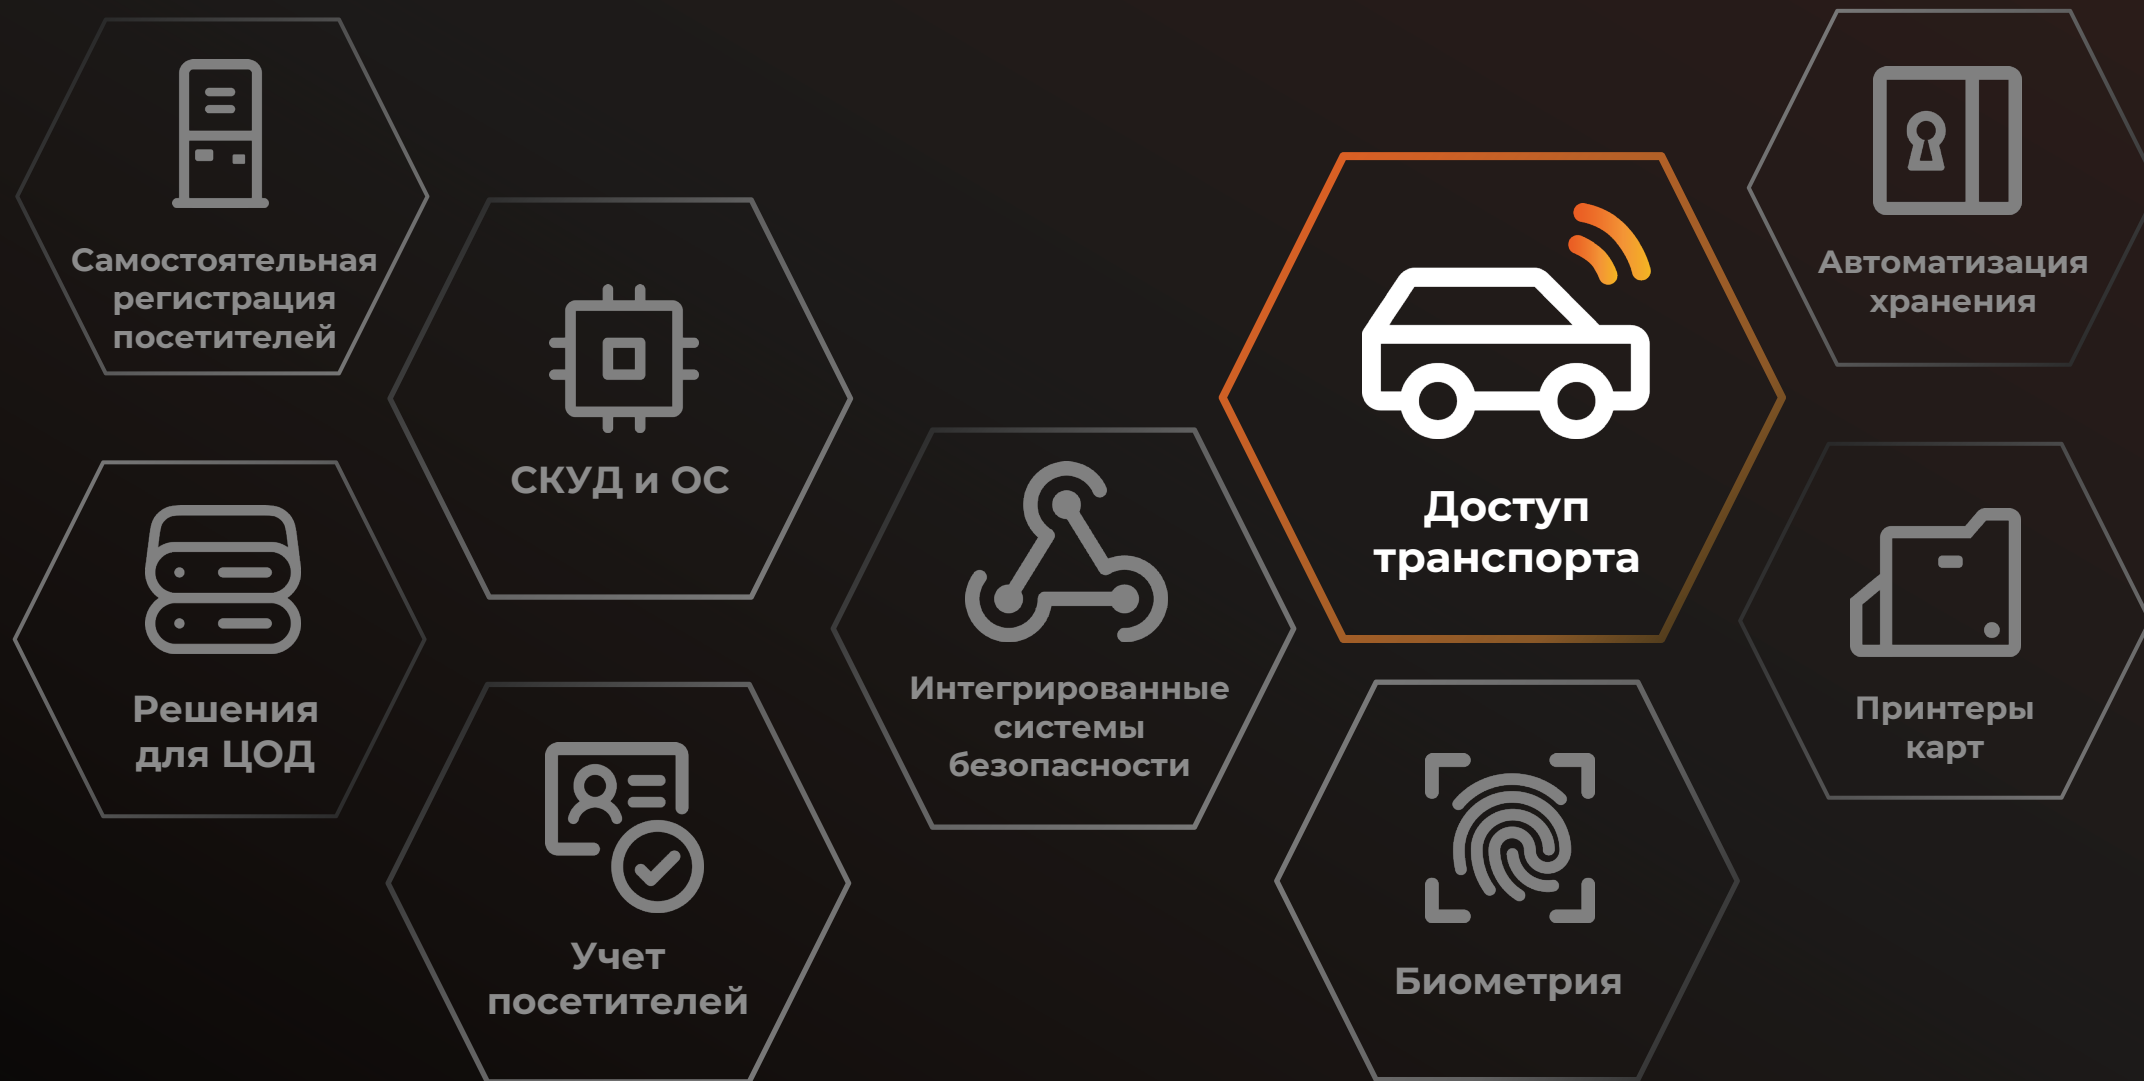 Самостоятельная
регистрация
посетителей
СКУД и ОС
Решения
для ЦОД
Учет
посетителей
Интегрированные
системы
безопасности
Доступ
транспорта
Биометрия
Автоматизация
хранения
Принтеры
карт